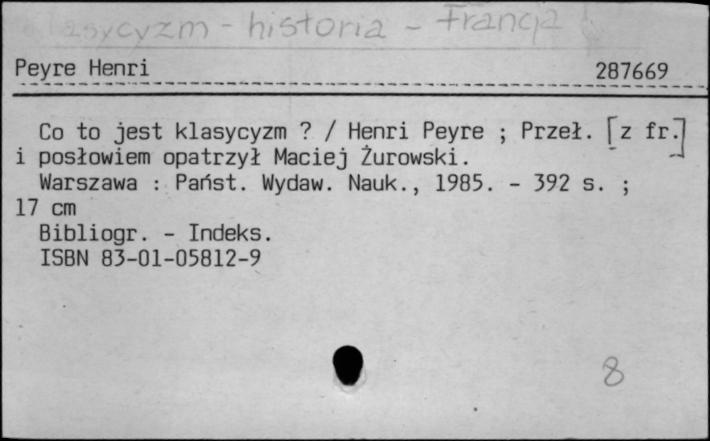 klasycyzm - historia - Francja
Peyre Henri 287669
Co to jest klasycyzm ? / Henri Peyre ; Przeł. [z fr.]
i posłowiem opatrzył Maciej Żurowski.
Warszawa : Państ. Wydaw. Nauk., 1985. - 392 s. ;
17 cm
Bibliogr. - Indeks.
ISBN 83-01-05812-9
8